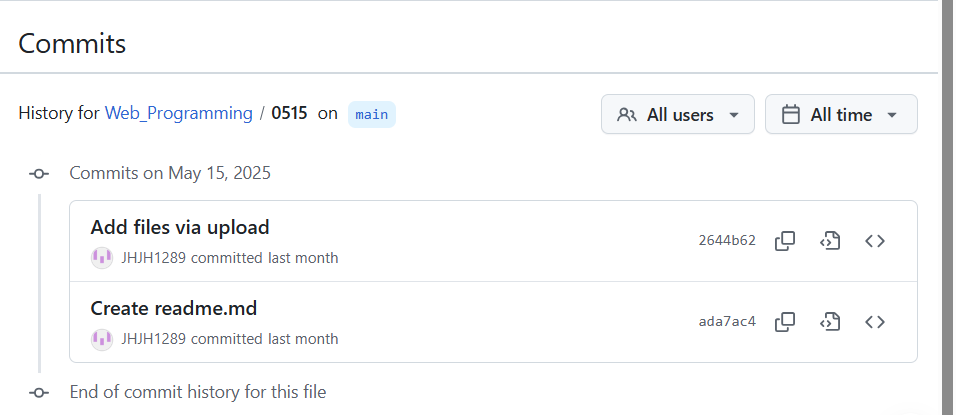 Commits
History for Web_Programming / 0515 on main
All users
All time
Commits on May 15, 2025
Add files via upload
JHJH1289 committed last month
2644b62
Create readme.md
JHJH1289 committed last month
ada7ac4
End of commit history for this file